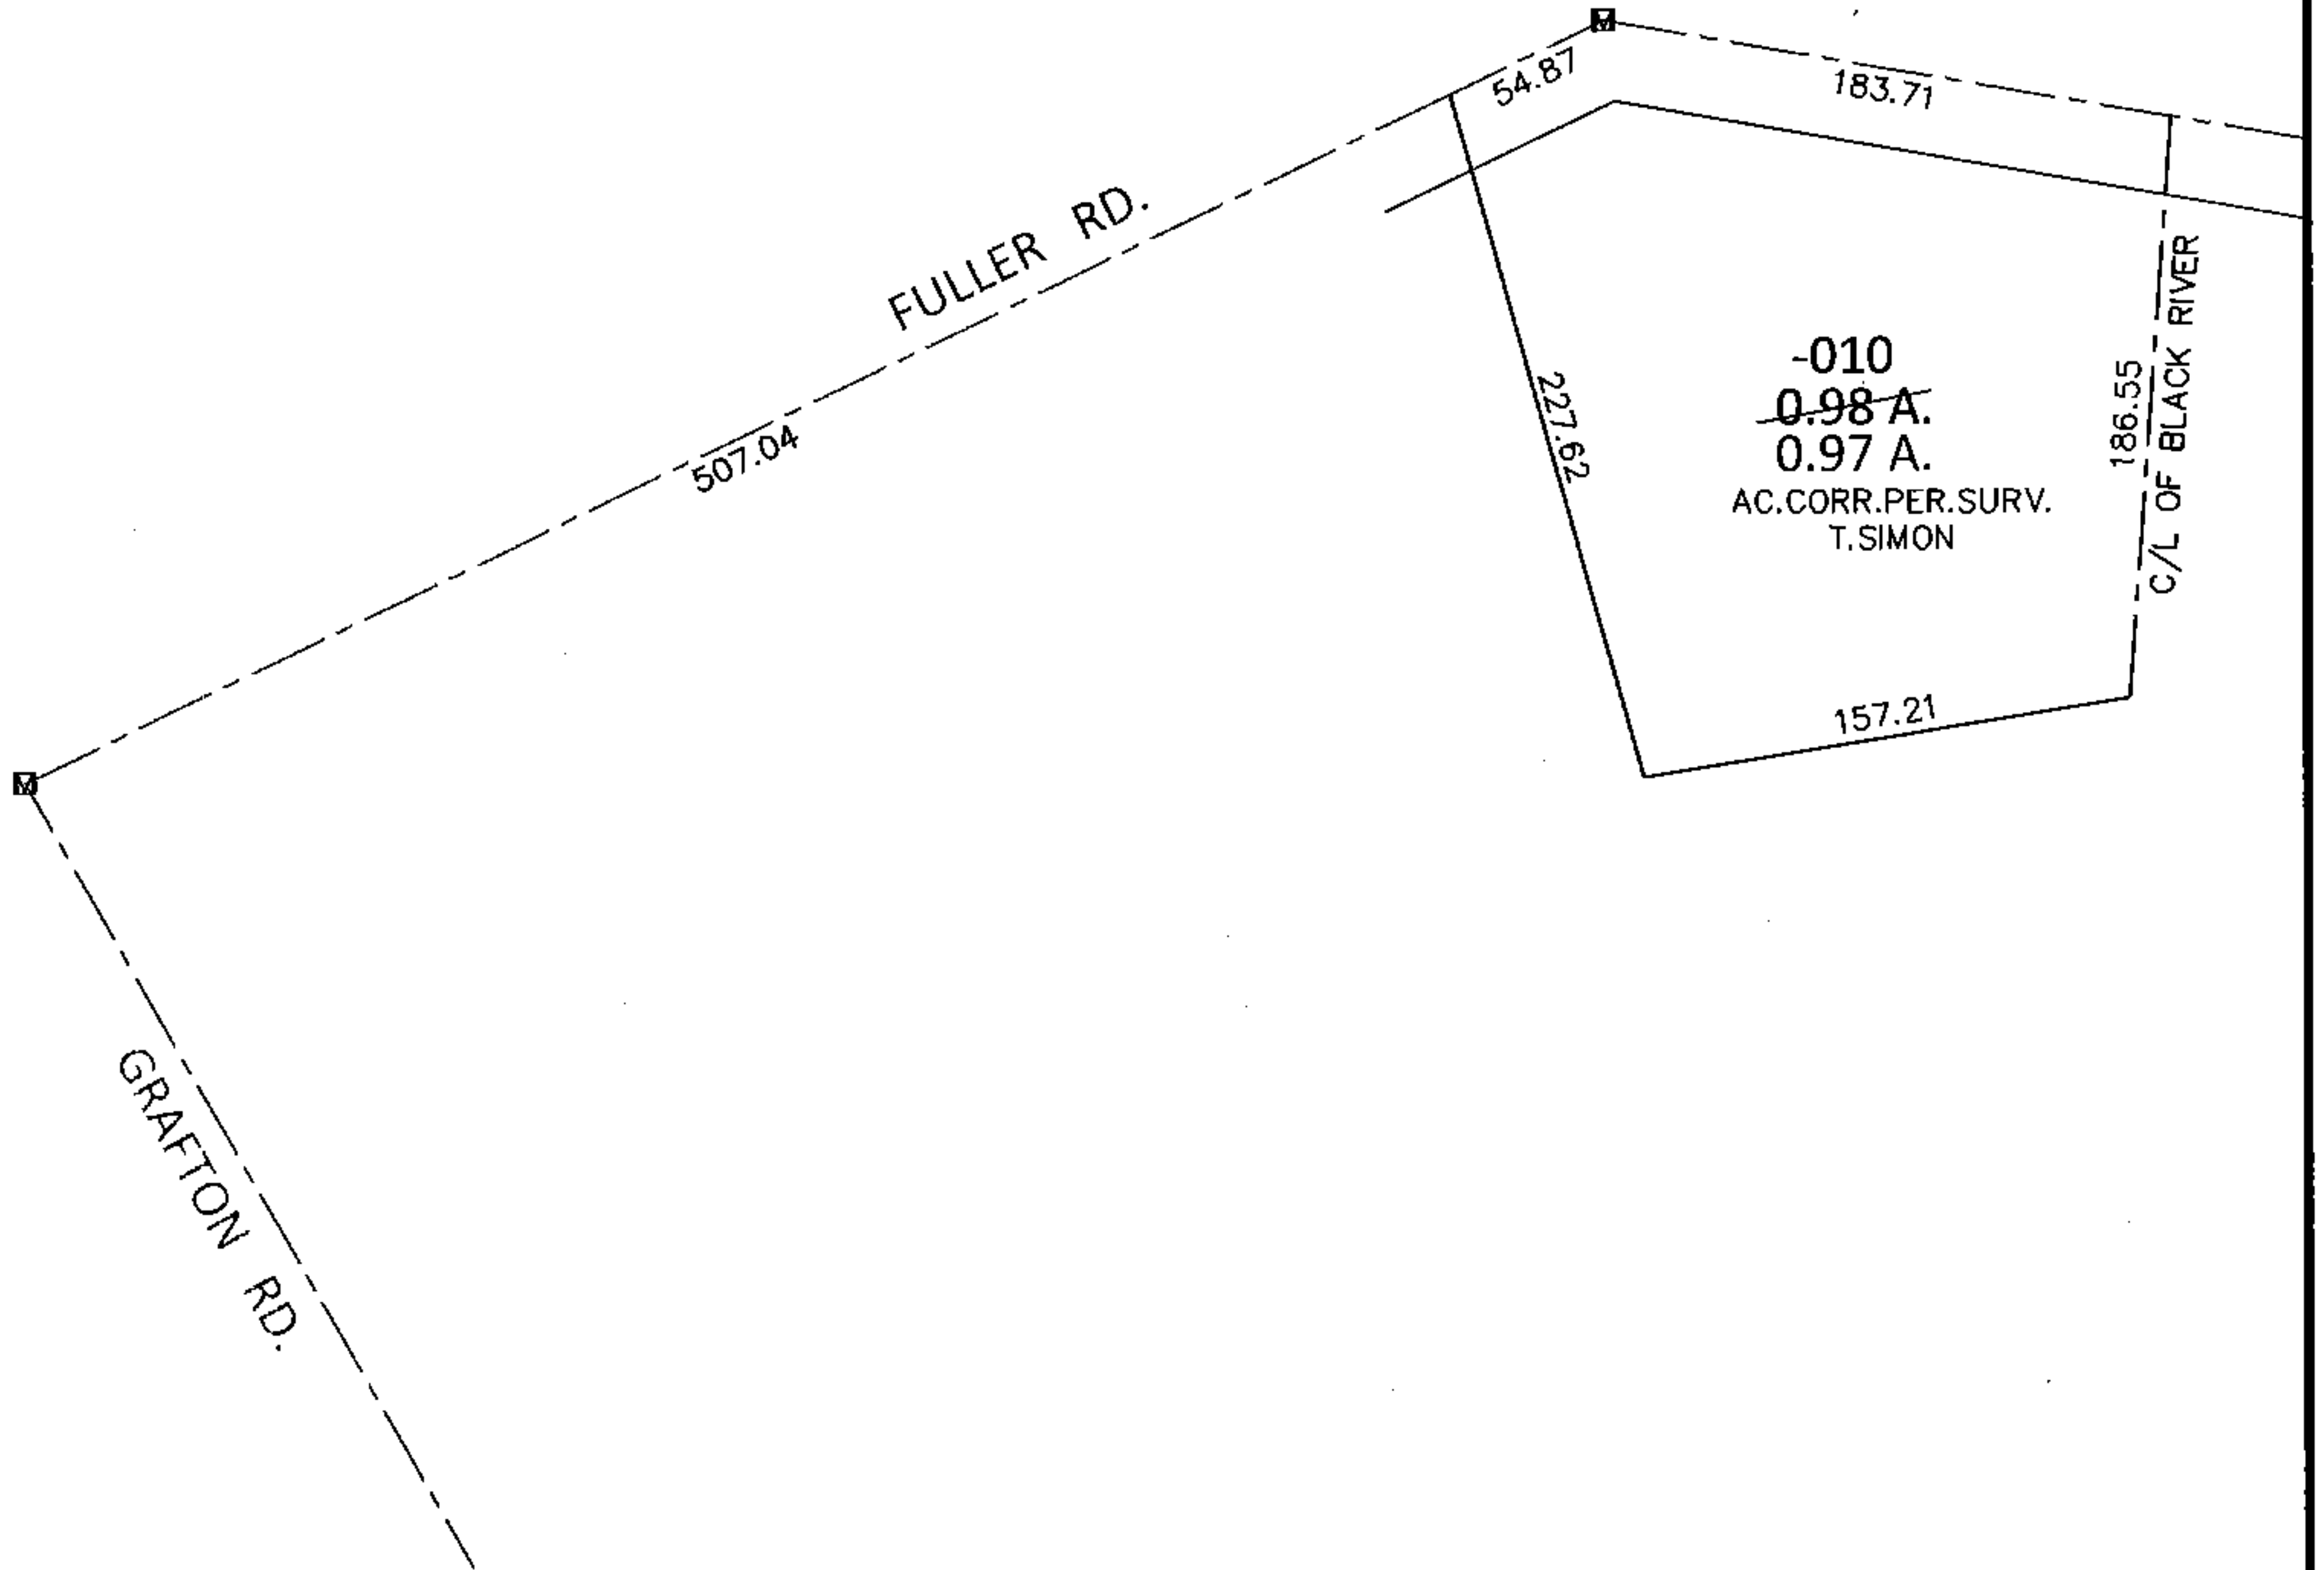 54.87
183.71
FULLER RD.
507.04
227.62
-010
0.98 A.
0.97 A.
AC.CORR.PER.SURV.
T.SIMON
186.55
C/L OF BLACK RIVER
157.21
GRAFTON RD.
M
M